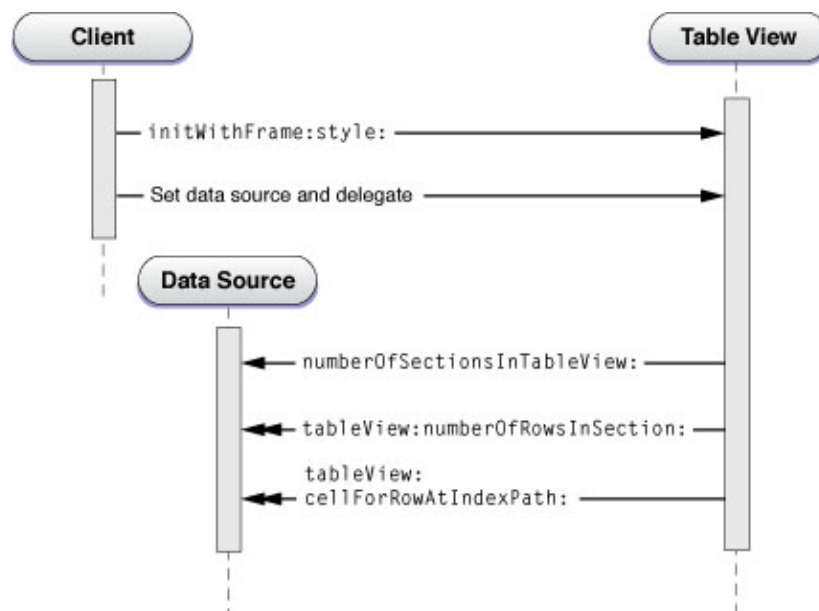 Client
Table View
initWithFrame:style:
Set data source and delegate
Data Source
numberOfSectionsInTableView:
tableView:numberOfRowsInSection:
tableView:
cellForRowAtIndexPath: